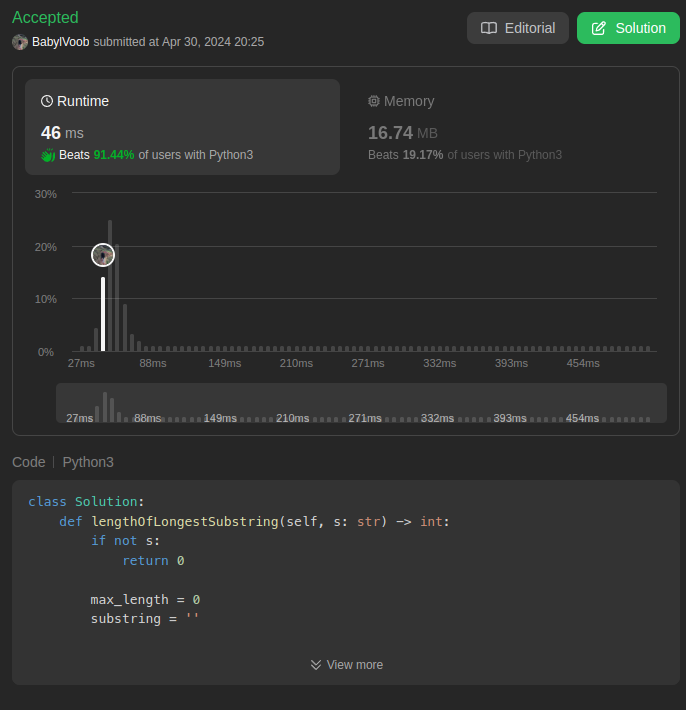 Accepted
Editorial
Solution
BabylVoob submitted at Apr 30, 2024 20:25
Runtime
Memory
46 ms
16.74 MB
Beats 91.44% of users with Python3
Beats 19.17% of users with Python3
30%
20%
10%
0%
27ms 88ms 149ms 210ms 271ms 332ms 393ms 454ms
27ms 88ms 149ms 210ms 271ms 332ms 393ms 454ms
Code | Python3
class Solution:
    def lengthOfLongestSubstring(self, s: str) -> int:
        if not s:
            return 0
        max_length = 0
        substring = ''
View more